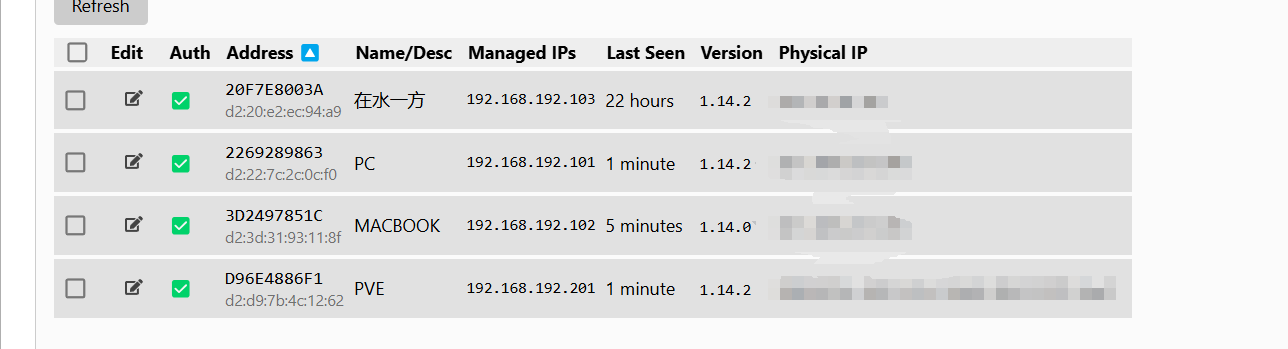 Refresh
Edit Auth Address Name/Desc Managed IPs Last Seen Version Physical IP
20F7E8003A
d2:20:e2:ec:94:a9
在水一方 192.168.192.103 22 hours 1.14.2
2269289863
d2:22:7c:2c:0c:f0
PC 192.168.192.101 1 minute 1.14.2
3D2497851C
d2:3d:31:93:11:8f
MACBOOK 192.168.192.102 5 minutes 1.14.0
D96E4886F1
d2:d9:7b:4c:12:62
PVE 192.168.192.201 1 minute 1.14.2